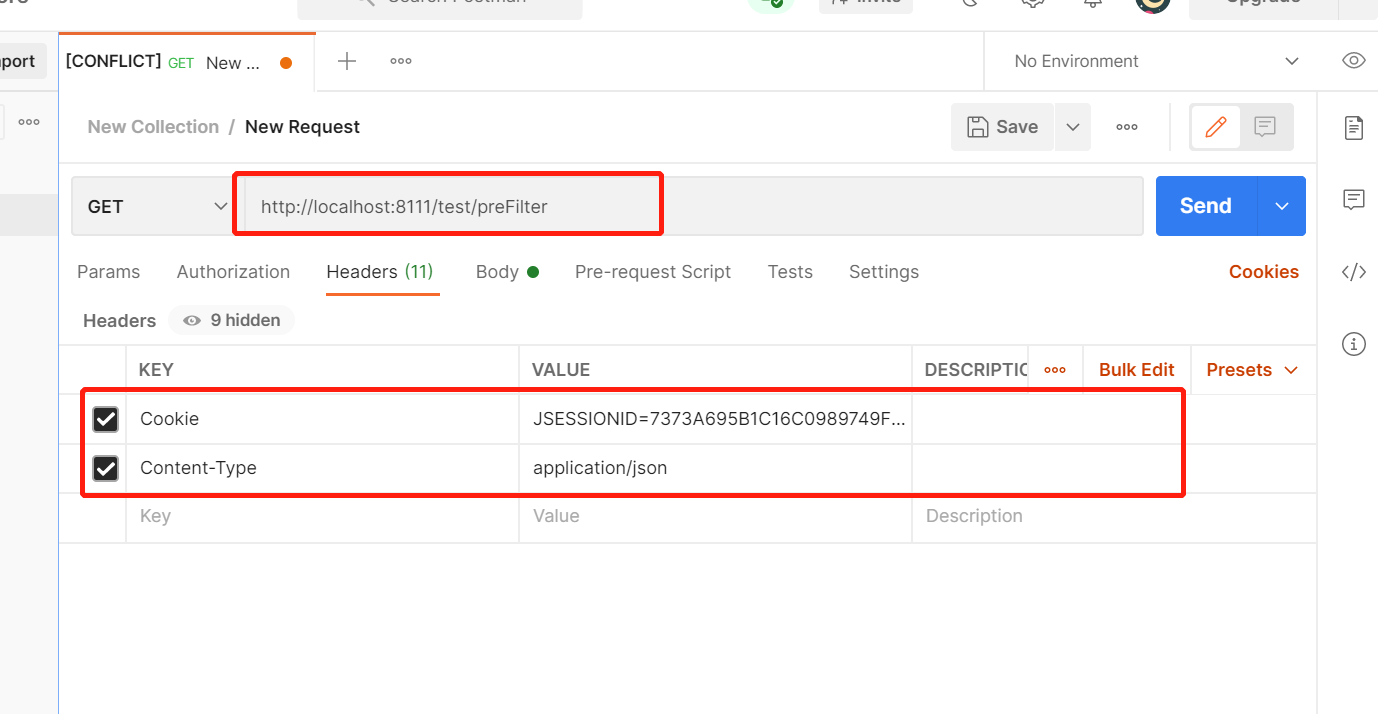 [CONFLICT] GET New ...
No Environment
New Collection / New Request
Save
GET
http://localhost:8111/test/preFilter
Send
Params Authorization Headers (11) Body Pre-request Script Tests Settings Cookies
Headers 9 hidden
KEY VALUE DESCRIPTIO Bulk Edit Presets
Cookie JSESSIONID=7373A695B1C16C0989749F...
Content-Type application/json
Key Value Description